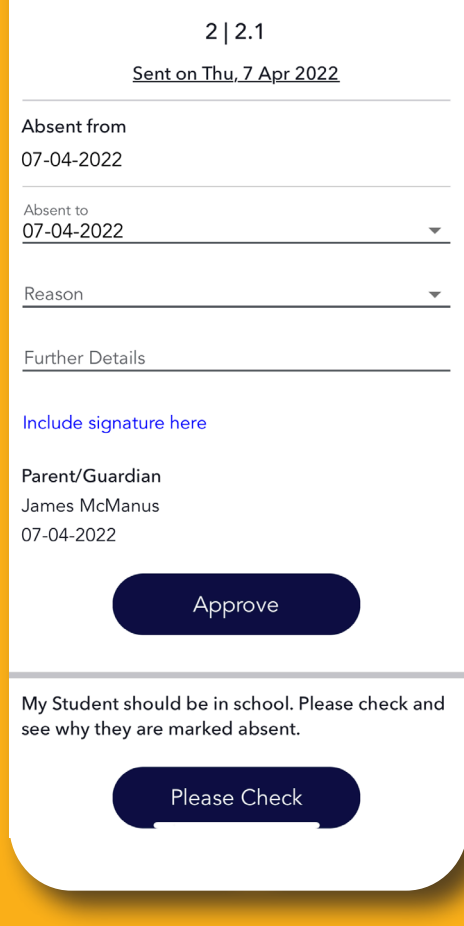 2 | 2.1
Sent on Thu, 7 Apr 2022
Absent from
07-04-2022
Absent to
07-04-2022
Reason
Further Details
Include signature here
Parent/Guardian
James McManus
07-04-2022
Approve
My Student should be in school. Please check and
see why they are marked absent.
Please Check